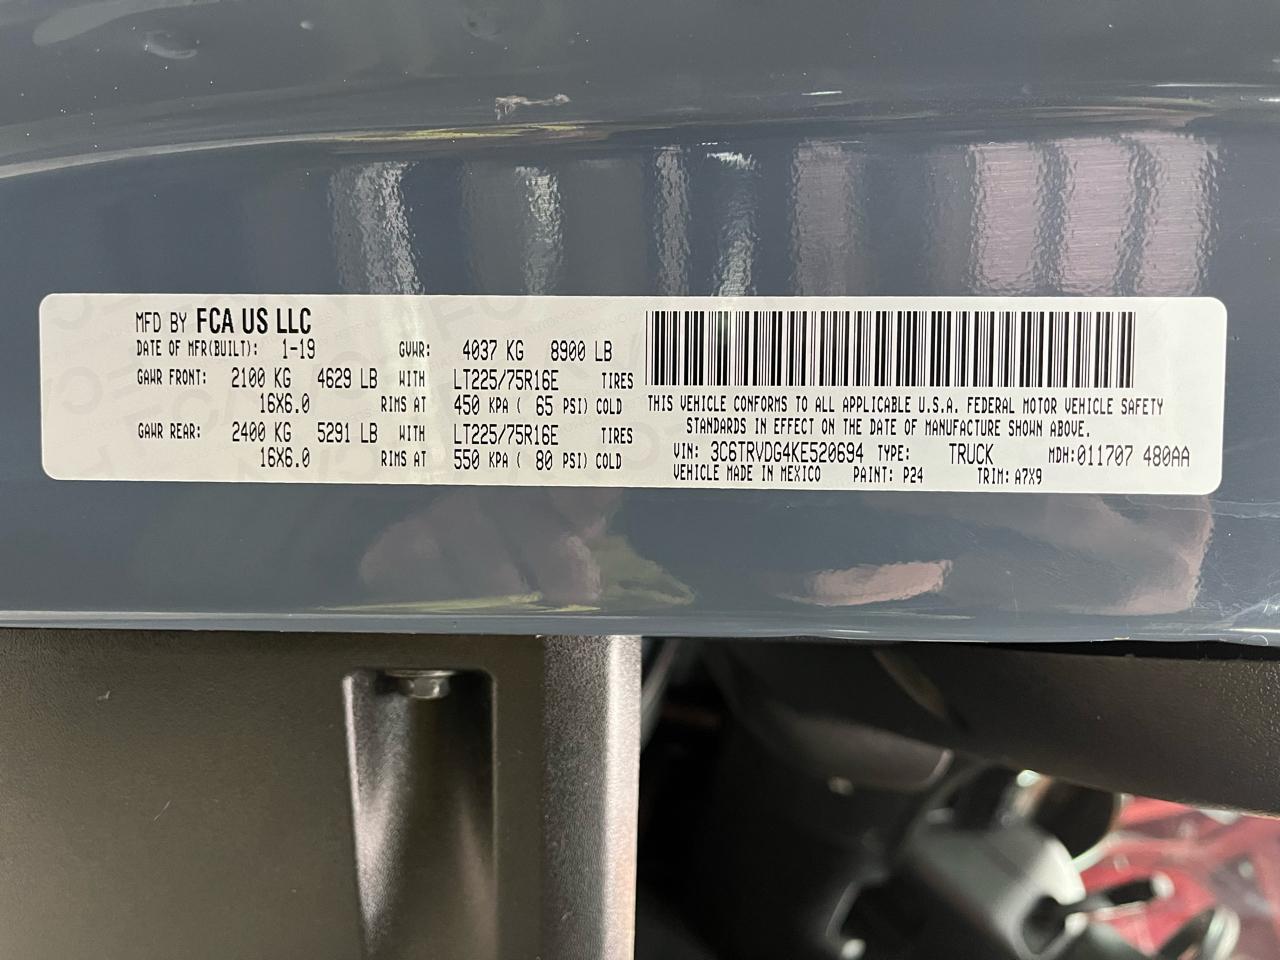 MFD BY FCA US LLC
DATE OF MFR(BUILT): 1-19 GVWR: 4037 KG 8900 LB
GAWR FRONT: 2100 KG 4629 LB WITH LT225/75R16E TIRES
16X6.0 RIMS AT 450 KPA ( 65 PSI) COLD
GAWR REAR: 2400 KG 5291 LB WITH LT225/75R16E TIRES
16X6.0 RIMS AT 550 KPA ( 80 PSI) COLD
THIS VEHICLE CONFORMS TO ALL APPLICABLE U.S.A. FEDERAL MOTOR VEHICLE SAFETY
STANDARDS IN EFFECT ON THE DATE OF MANUFACTURE SHOWN ABOVE.
VIN: 3C6TRVDG4KE520694 TYPE: TRUCK MDH: 011707 480AA
VEHICLE MADE IN MEXICO PAINT: P24 TRIM: A7X9